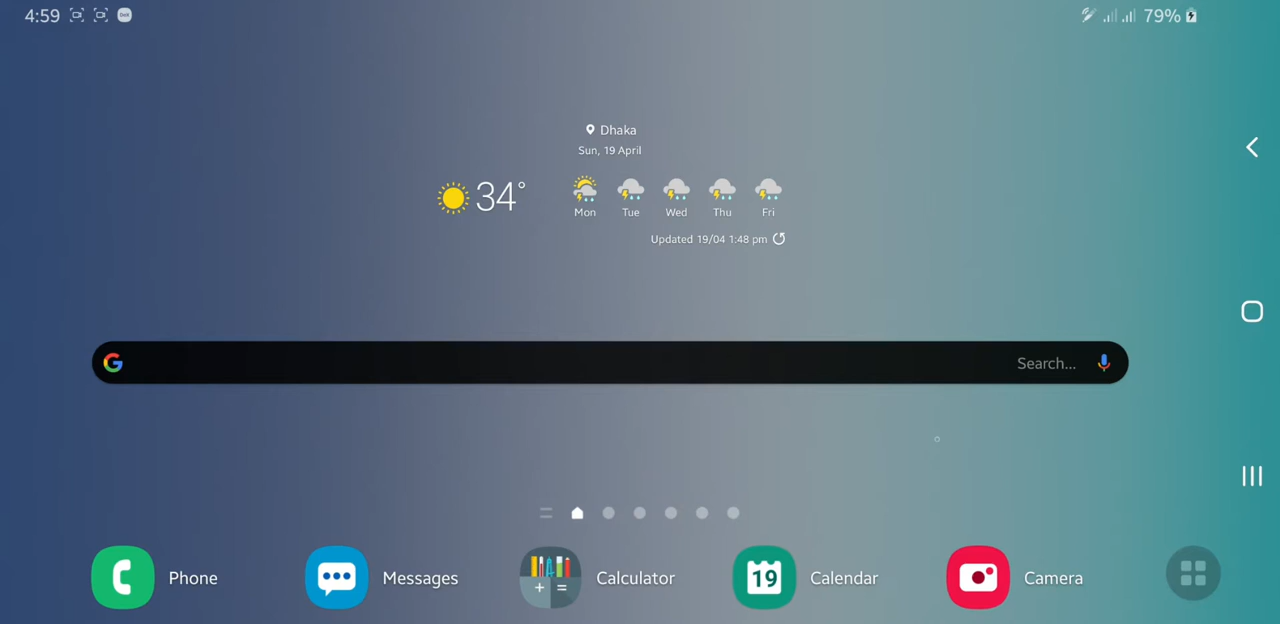 4:59
79%
Dhaka
Sun, 19 April
34°
Mon Tue Wed Thu Fri
Updated 19/04 1:48 pm
G Search...
Phone Messages + = Calculator 19 Calendar Camera